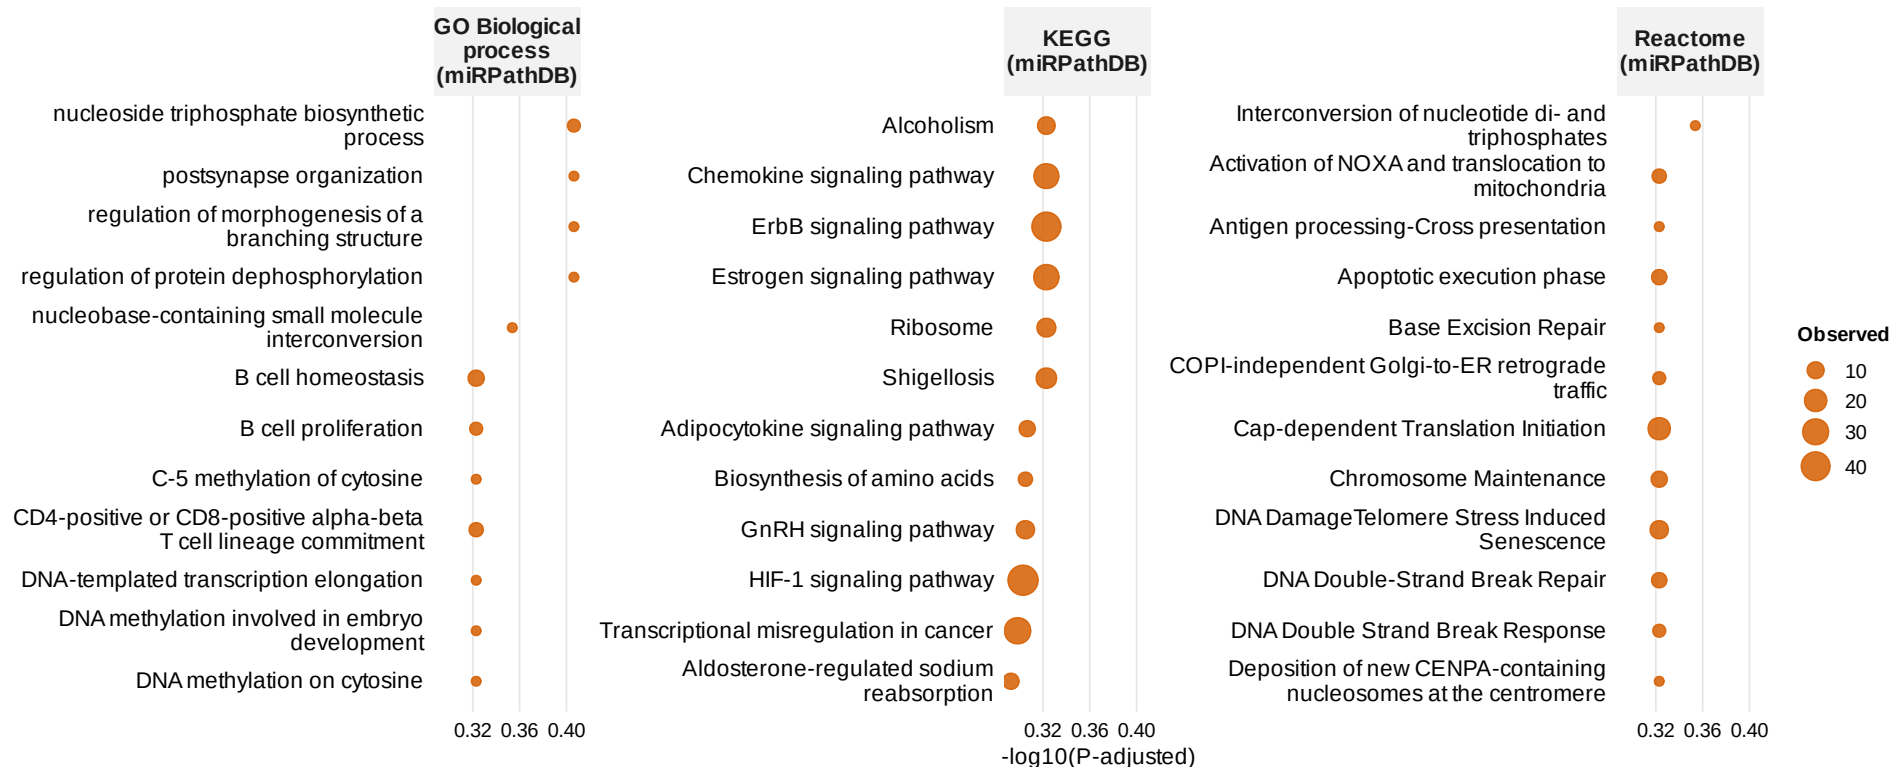 GO Biological
process
(miRPathDB)
nucleoside triphosphate biosynthetic
process
postsynapse organization
regulation of morphogenesis of a
branching structure
regulation of protein dephosphorylation
nucleobase-containing small molecule
interconversion
B cell homeostasis
B cell proliferation
C-5 methylation of cytosine
CD4-positive or CD8-positive alpha-beta
T cell lineage commitment
DNA-templated transcription elongation
DNA methylation involved in embryo
development
DNA methylation on cytosine
0.32 0.36 0.40
KEGG
(miRPathDB)
Alcoholism
Chemokine signaling pathway
ErbB signaling pathway
Estrogen signaling pathway
Ribosome
Shigellosis
Adipocytokine signaling pathway
Biosynthesis of amino acids
GnRH signaling pathway
HIF-1 signaling pathway
Transcriptional misregulation in cancer
Aldosterone-regulated sodium
reabsorption
0.32 0.36 0.40
-log10(P-adjusted)
Reactome
(miRPathDB)
Interconversion of nucleotide di- and
triphosphates
Activation of NOXA and translocation to
mitochondria
Antigen processing-Cross presentation
Apoptotic execution phase
Base Excision Repair
COPI-independent Golgi-to-ER retrograde
traffic
Cap-dependent Translation Initiation
Chromosome Maintenance
DNA DamageTelomere Stress Induced
Senescence
DNA Double-Strand Break Repair
DNA Double Strand Break Response
Deposition of new CENPA-containing
nucleosomes at the centromere
0.32 0.36 0.40
Observed
10
20
30
40